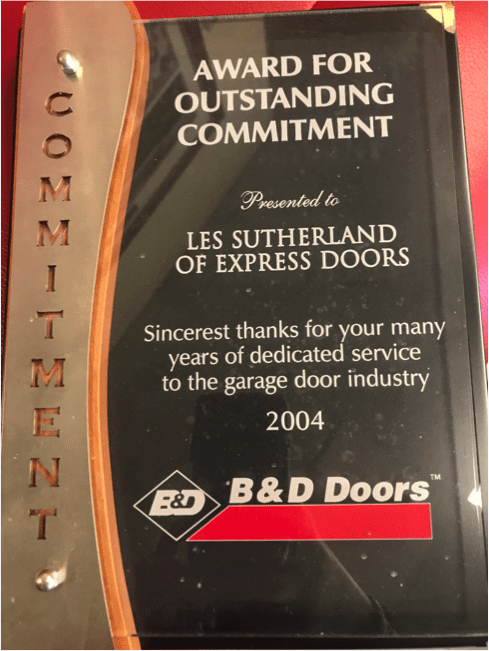 COMMITMENT
AWARD FOR
OUTSTANDING
COMMITMENT
Presented to
LES SUTHERLAND
OF EXPRESS DOORS
Sincerest thanks for your many
years of dedicated service
to the garage door industry
2004
B&D B&D Doors™